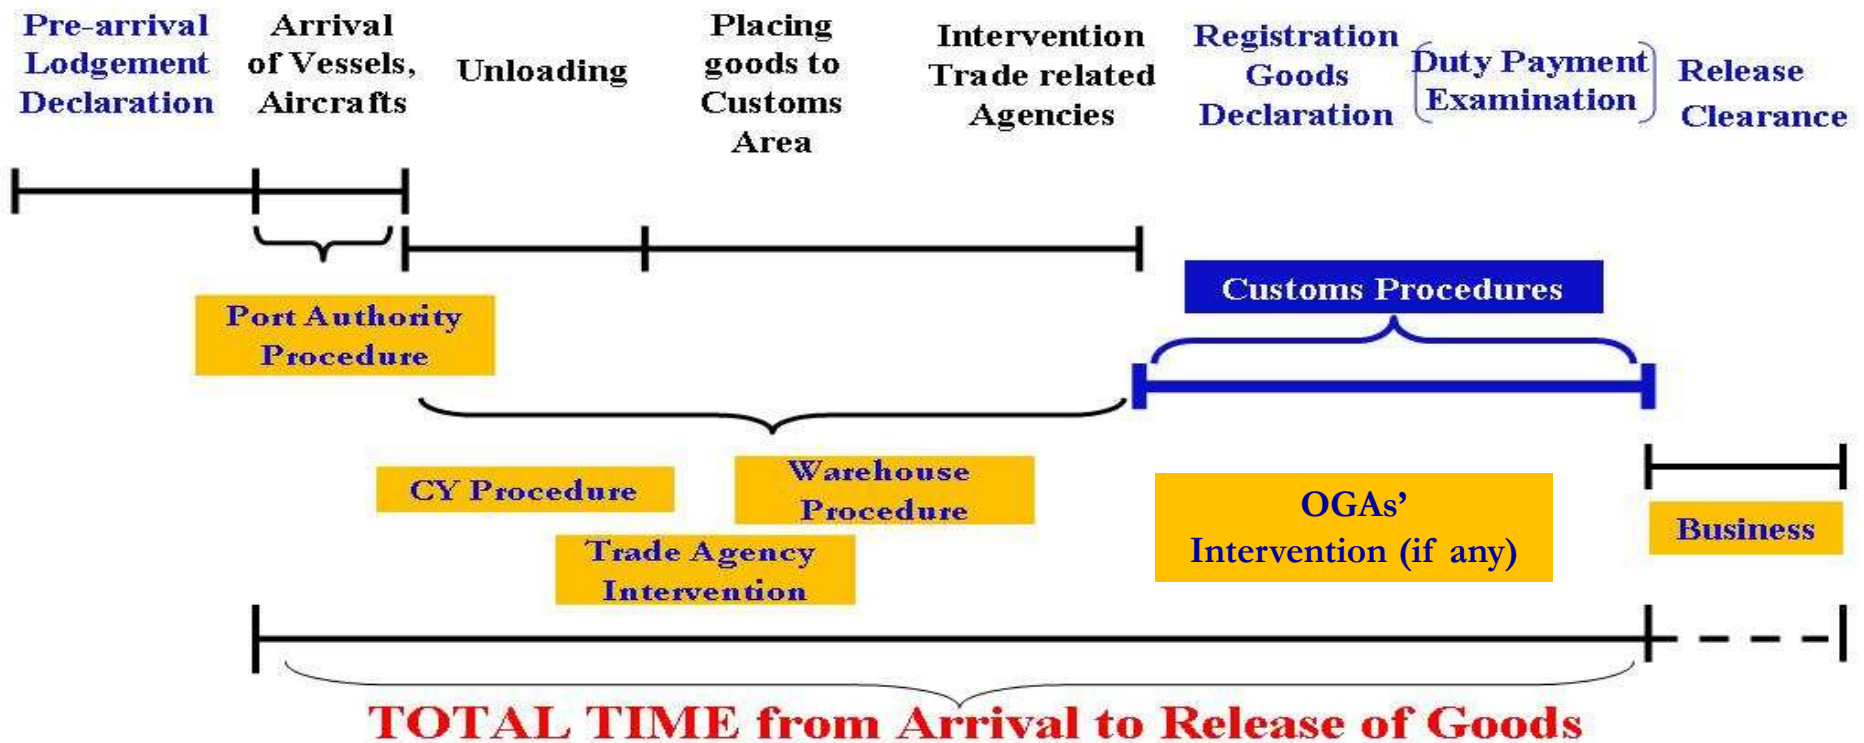 Pre-arrival
Lodgement
Declaration
Arrival
of Vessels,
Aircrafts
Unloading
Placing
goods to
Customs
Area
Intervention
Trade related
Agencies
Registration
Goods
Declaration
Duty Payment
Examination
Release
Clearance
Port Authority
Procedure
Customs Procedures
CY Procedure
Warehouse
Procedure
Trade Agency
Intervention
OGAs’
Intervention (if any)
Business
TOTAL TIME from Arrival to Release of Goods